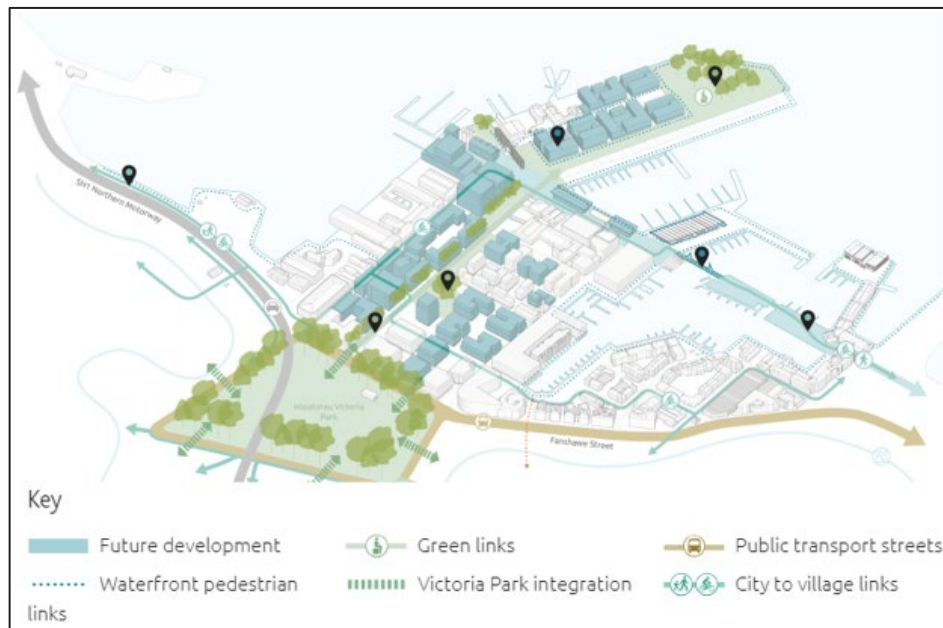 SH1 Northern Motorway
Waiatarau Victoria
Park
Fanshawe Street
Key
Future development
Green links
Public transport streets
Waterfront pedestrian
links
Victoria Park integration
City to village links